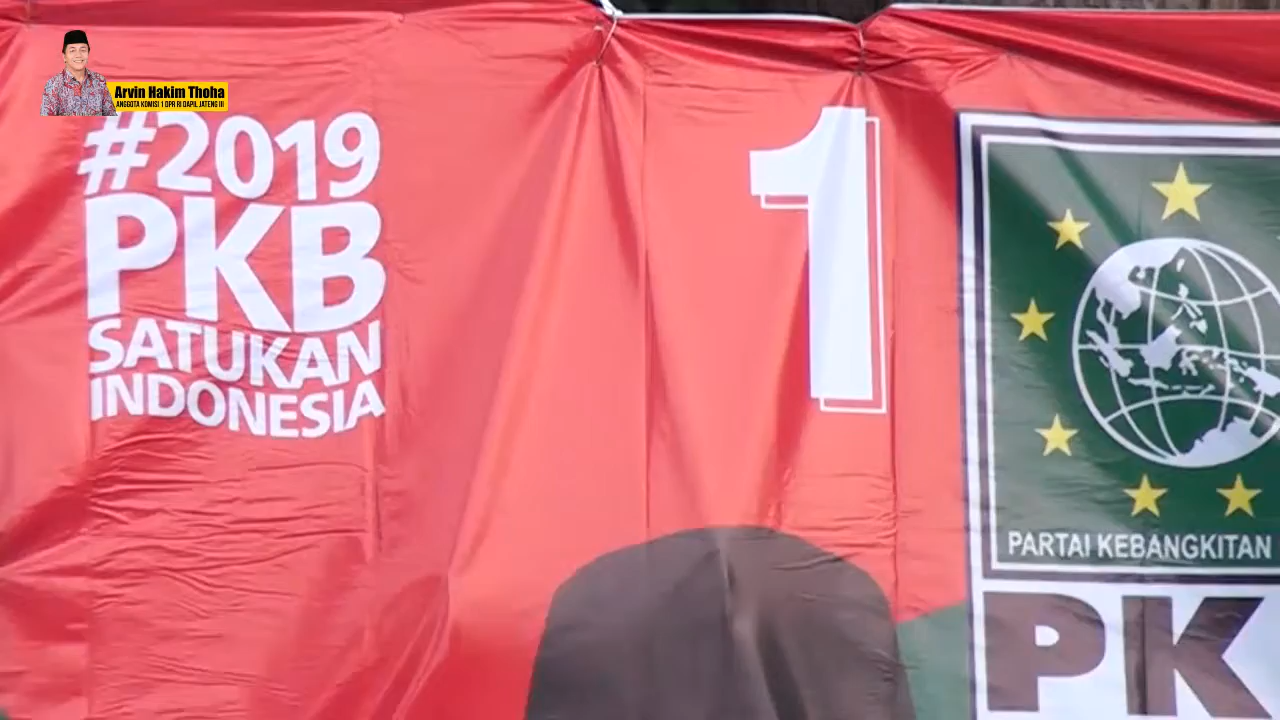 Arvin Hakim Thoha
ANGGOTA KOMISI 1 DPR RI DAPIL JATENG III
#2019
PKB
SATUKAN
INDONESIA
1
PARTAI KEBANGKITAN
PK